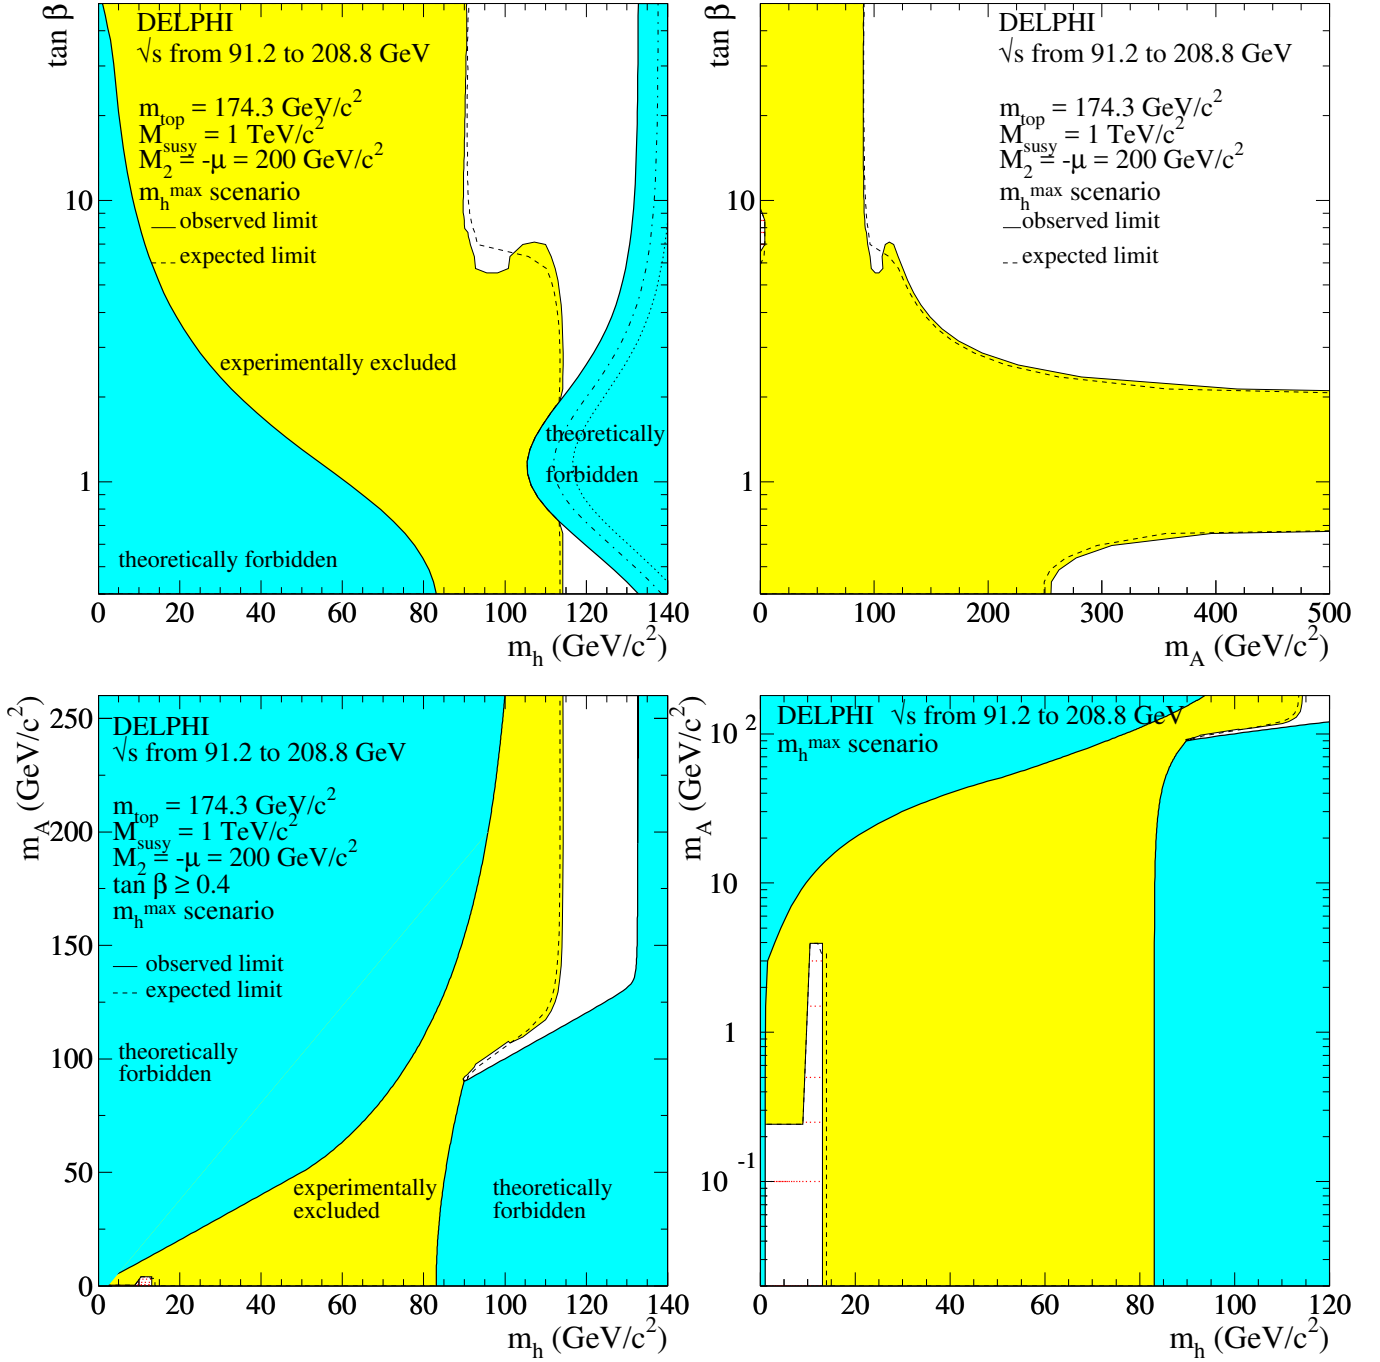 tan β
DELPHI
√s from 91.2 to 208.8 GeV
m_top = 174.3 GeV/c²
M_susy = 1 TeV/c²
M₂ = -μ = 200 GeV/c²
m_h^max scenario
observed limit
expected limit
experimentally excluded
theoretically
forbidden
theoretically forbidden
10
1
0 20 40 60 80 100 120 140
m_h (GeV/c²)
tan β
DELPHI
√s from 91.2 to 208.8 GeV
m_top = 174.3 GeV/c²
M_susy = 1 TeV/c²
M₂ = -μ = 200 GeV/c²
m_h^max scenario
observed limit
expected limit
10
1
0 100 200 300 400 500
m_A (GeV/c²)
m_A (GeV/c²)
DELPHI
√s from 91.2 to 208.8 GeV
m_top = 174.3 GeV/c²
M_susy = 1 TeV/c²
M₂ = -μ = 200 GeV/c²
tan β ≥ 0.4
m_h^max scenario
observed limit
expected limit
theoretically
forbidden
experimentally
excluded
theoretically
forbidden
250
200
150
100
50
0
0 20 40 60 80 100 120 140
m_h (GeV/c²)
m_A (GeV/c²)
DELPHI √s from 91.2 to 208.8 GeV
m_h^max scenario
10²
10
1
10⁻¹
0 20 40 60 80 100 120
m_h (GeV/c²)